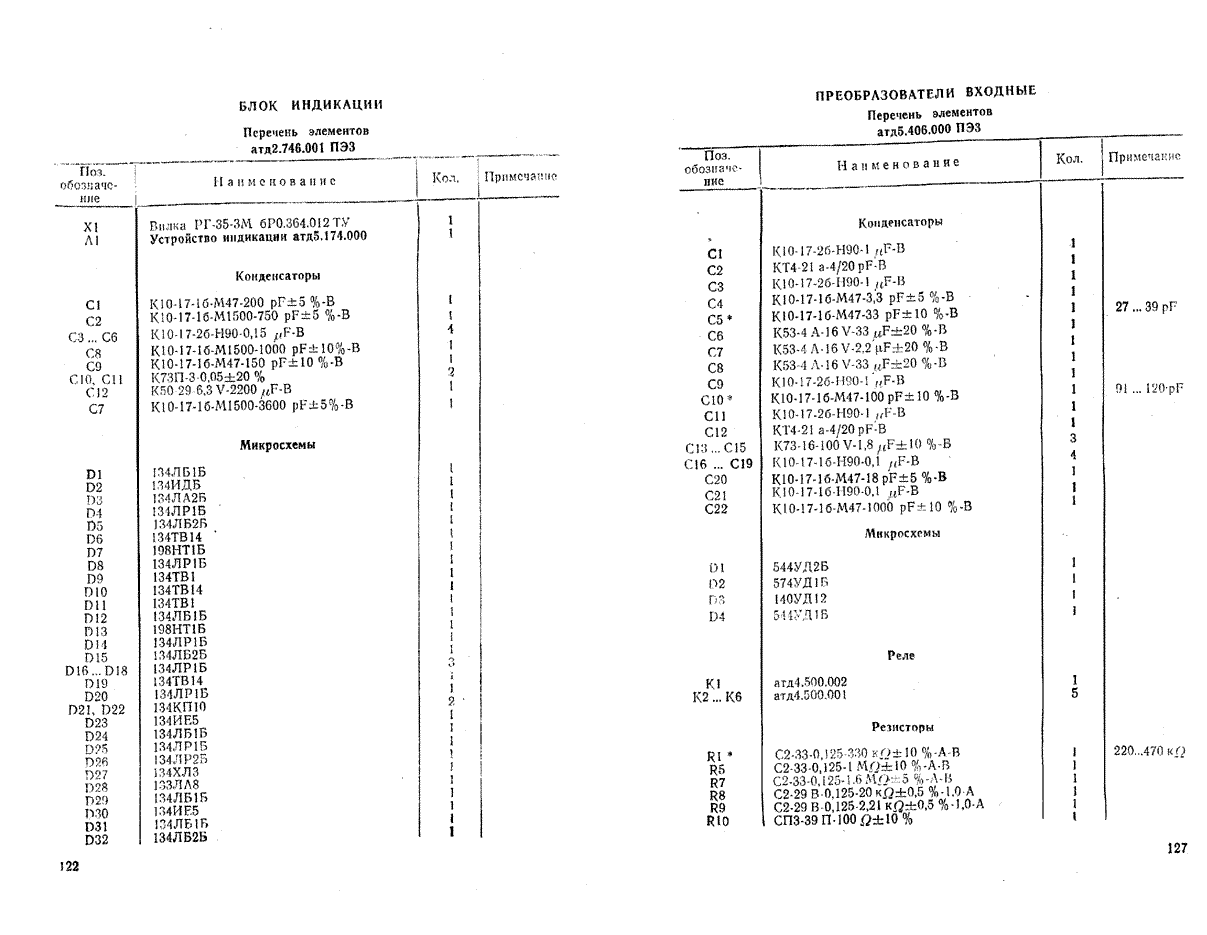 БЛОК ИНДИКАЦИИ
Перечень элементов
атд2.746.001 ПЭ3
Поз. обозначение Наименование Кол. Примечание
X1 Вилка РГ-35-3М бР0.364.012 ТУ 1
Л1 Устройство индикации атд5.174.000 1
Конденсаторы
C1 К10-17-1б-М47-200 pF±5 %-В 1
C2 К10-17-1б-М1500-750 pF±5 %-В 1
C3 ... C6 К10-17-2б-Н90-0,15 µF-В 4
C8 К10-17-1б-М1500-1000 pF±10%-В 1
C9 К10-17-1б-М47-150 pF±10 %-В 1
C10, C11 К73П-3-0,05±20 % 2
C12 К50-29-6,3 V-2200 µF-В 1
C7 К10-17-1б-М1500-3600 pF±5%-В 1
Микросхемы
D1 134ЛБ1Б 1
D2 134ИДБ 1
D3 134ЛА2Б 1
D4 134ЛР1Б 1
D5 134ЛБ2Б 1
D6 134ТВ14 1
D7 198НТ1Б 1
D8 134ЛР1Б 1
D9 134ТВ1 1
D10 134ТВ14 1
D11 134ТВ1 1
D12 134ЛБ1Б 1
D13 198НТ1Б 1
D14 134ЛР1Б 1
D15 134ЛБ2Б 1
D16 ... D18 134ЛР1Б 3
D19 134ТВ14 1
D20 134ЛР1Б 1
D21, D22 134КП10 2
D23 134ИЕ5 1
D24 134ЛБ1Б 1
D25 134ЛР1Б 1
D26 134ЛР2Б 1
D27 134ХЛ3 1
D28 133ЛА8 1
D29 134ЛБ1Б 1
D30 134ИЕ5 1
D31 134ЛБ1Б 1
D32 134ЛБ2Б 1
122
ПРЕОБРАЗОВАТЕЛИ ВХОДНЫЕ
Перечень элементов
атд5.406.000 ПЭ3
Поз. обозначение Наименование Кол. Примечание
Конденсаторы
C1 К10-17-2б-Н90-1 µF-В 1
C2 КТ4-21 а-4/20 pF-В 1
C3 К10-17-2б-Н90-1 µF-В 1
C4 К10-17-1б-М47-3,3 pF±5 %-В 1
C5 * К10-17-1б-М47-33 pF±10 %-В 1 27 ... 39 pF
C6 К53-4 А-16 V-33 µF±20 %-В 1
C7 К53-4 А-16 V-2,2 µF±20 %-В 1
C8 К53-4 А-16 V-33 µF±20 %-В 1
C9 К10-17-2б-Н90-1 µF-В 1
C10 * К10-17-1б-М47-100 pF±10 %-В 1 91 ... 120 pF
C11 К10-17-2б-Н90-1 µF-В 1
C12 КТ4-21 а-4/20 pF-В 1
C13 ... C15 К73-16-100 V-1,8 µF±10 %-В 3
C16 ... C19 К10-17-1б-Н90-0,1 µF-В 4
C20 К10-17-1б-М47-18 pF±5 %-В 1
C21 К10-17-1б-Н90-0,1 µF-В 1
C22 К10-17-1б-М47-1000 pF±10 %-В 1
Микросхемы
D1 544УД2Б 1
D2 574УД1Б 1
D3 140УД12 1
D4 544УД1Б 1
Реле
K1 атд4.500.002 1
K2 ... K6 атд4.500.001 5
Резисторы
R1 * С2-33-0,125-330 кΩ±10 %-А-В 1 220...470 кΩ
R5 С2-33-0,125-1 МΩ±10 %-А-В 1
R7 С2-33-0,125-1,6 МΩ±5 %-А-В 1
R8 С2-29 В-0,125-20 кΩ±0,5 %-1,0-А 1
R9 С2-29 В-0,125-2,21 кΩ±0,5 %-1,0-А 1
R10 СП3-39 П-100 Ω±10 % 1
127